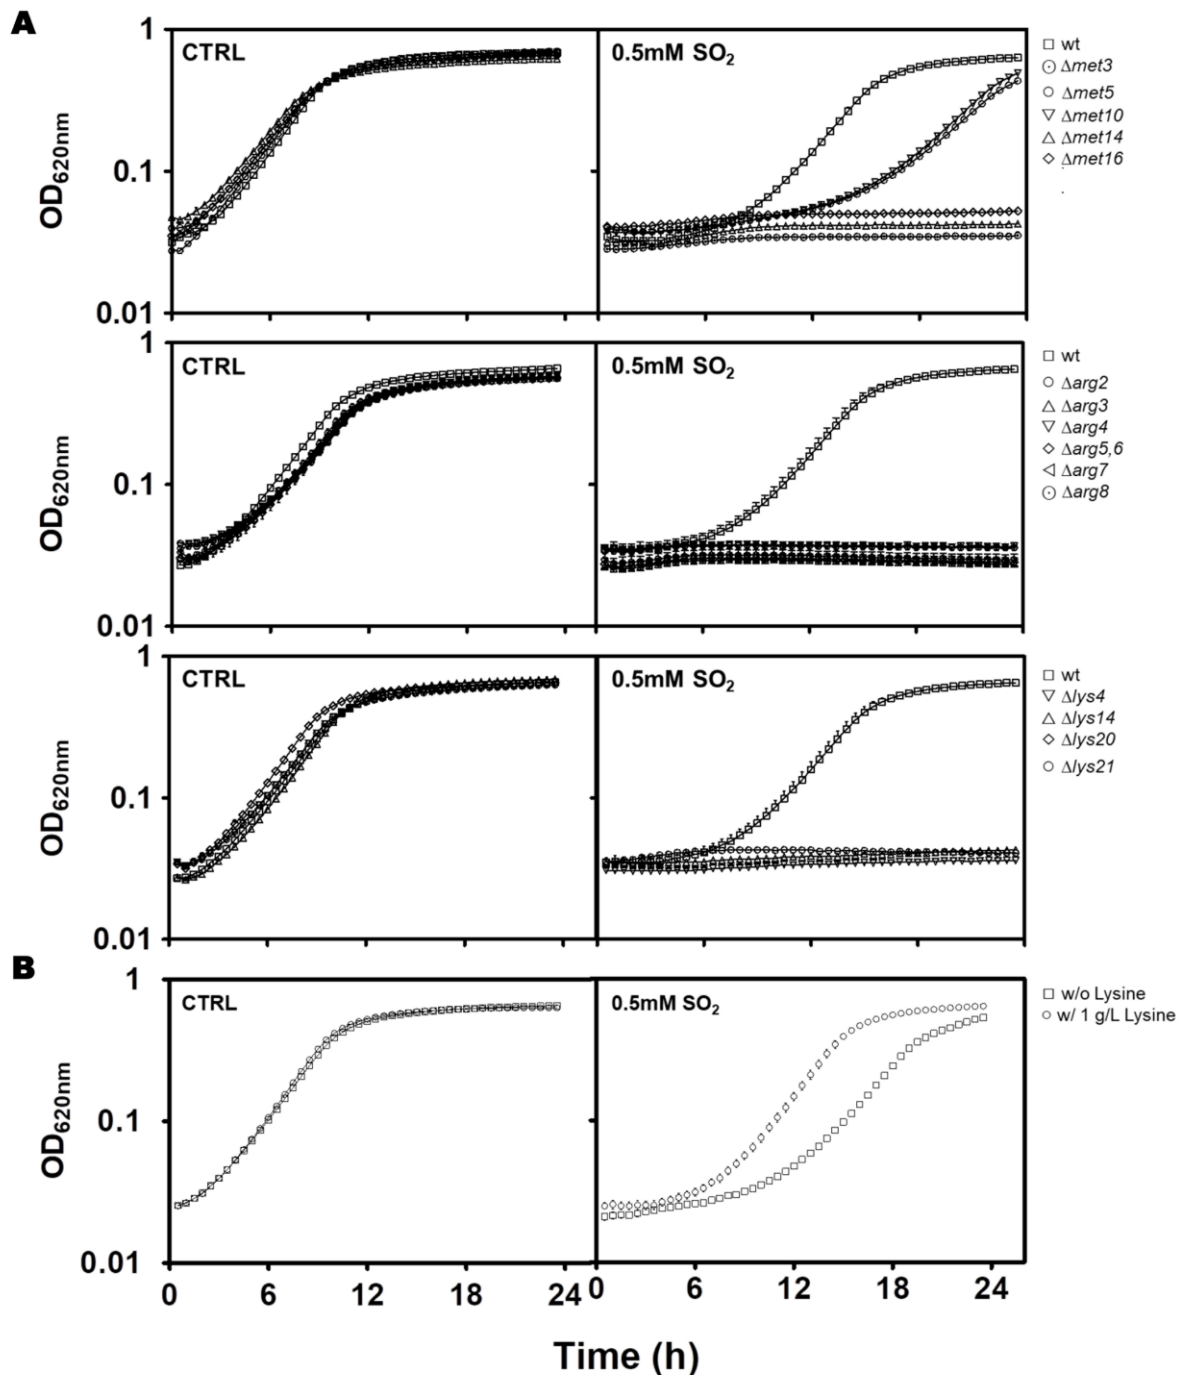 A
1
CTRL
0.5mM SO₂
OD₆₂₀ₙₘ
0.1
0.01
wt
Δmet3
Δmet5
Δmet10
Δmet14
Δmet16
1
CTRL
0.5mM SO₂
OD₆₂₀ₙₘ
0.1
0.01
wt
Δarg2
Δarg3
Δarg4
Δarg5,6
Δarg7
Δarg8
1
CTRL
0.5mM SO₂
OD₆₂₀ₙₘ
0.1
0.01
wt
Δlys4
Δlys14
Δlys20
Δlys21
B
1
CTRL
0.5mM SO₂
OD₆₂₀ₙₘ
0.1
0.01
w/o Lysine
w/ 1 g/L Lysine
0 6 12 18 24 0 6 12 18 24
Time (h)